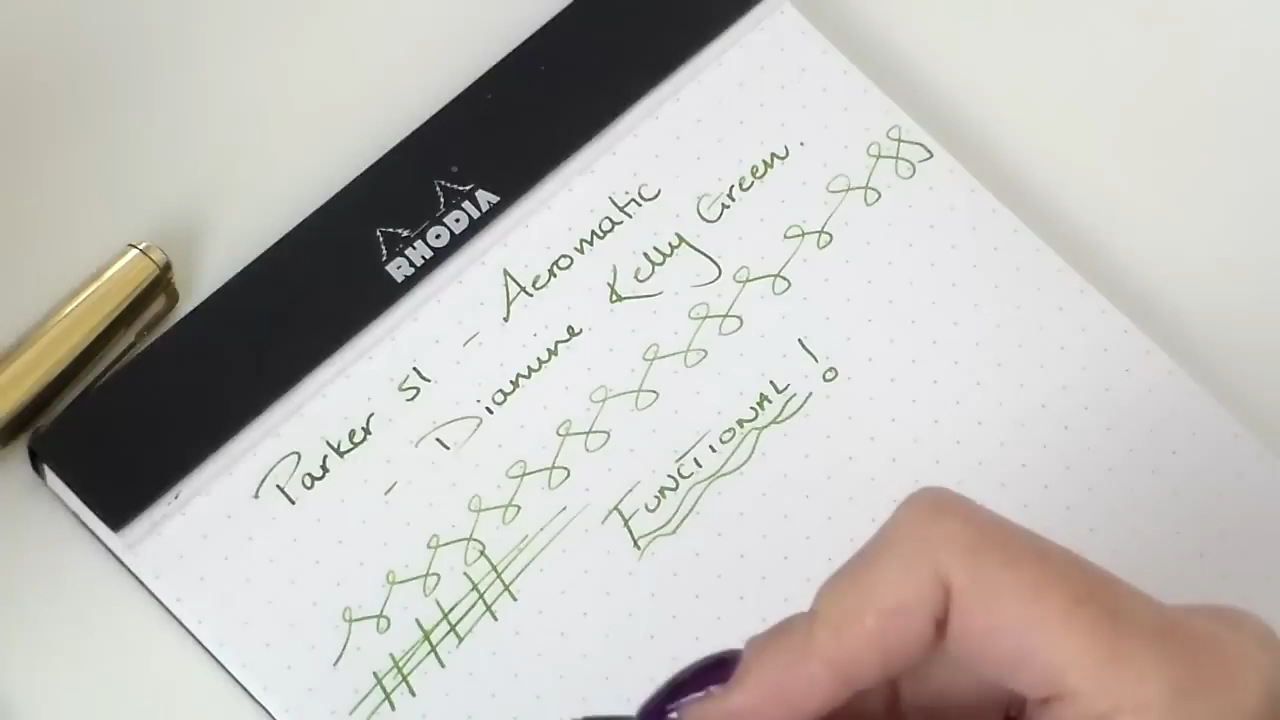 RHODIA
Parker 51 - Aeromatic
- Diamine Kelly Green.
FUNCTIONAL!